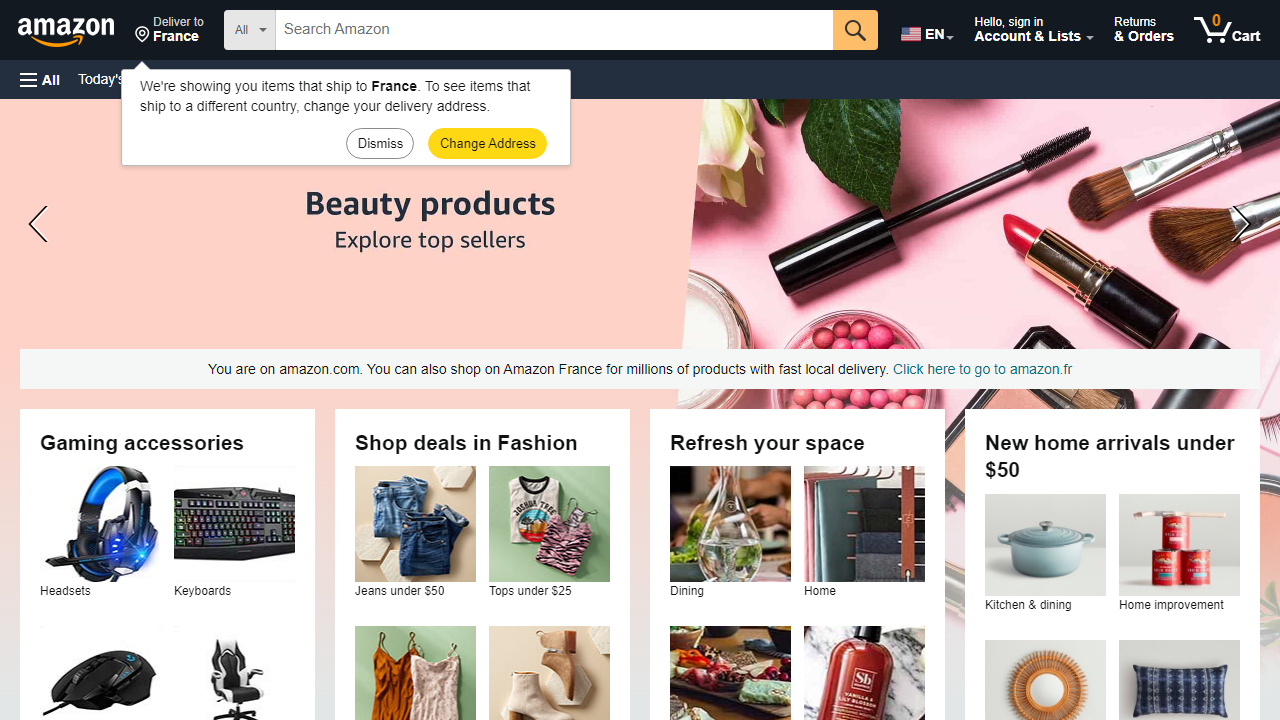 amazon
Deliver to
France
All
Search Amazon
EN
Hello, sign in
Account & Lists
Returns
& Orders
0
Cart
All
Today's
We're showing you items that ship to France. To see items that
ship to a different country, change your delivery address.
Dismiss
Change Address
Beauty products
Explore top sellers
You are on amazon.com. You can also shop on Amazon France for millions of products with fast local delivery. Click here to go to amazon.fr
Gaming accessories
Headsets
Keyboards
Shop deals in Fashion
Jeans under $50
Tops under $25
Refresh your space
Dining
Home
Sb
VANILLA &
New home arrivals under
$50
Kitchen & dining
Home improvement